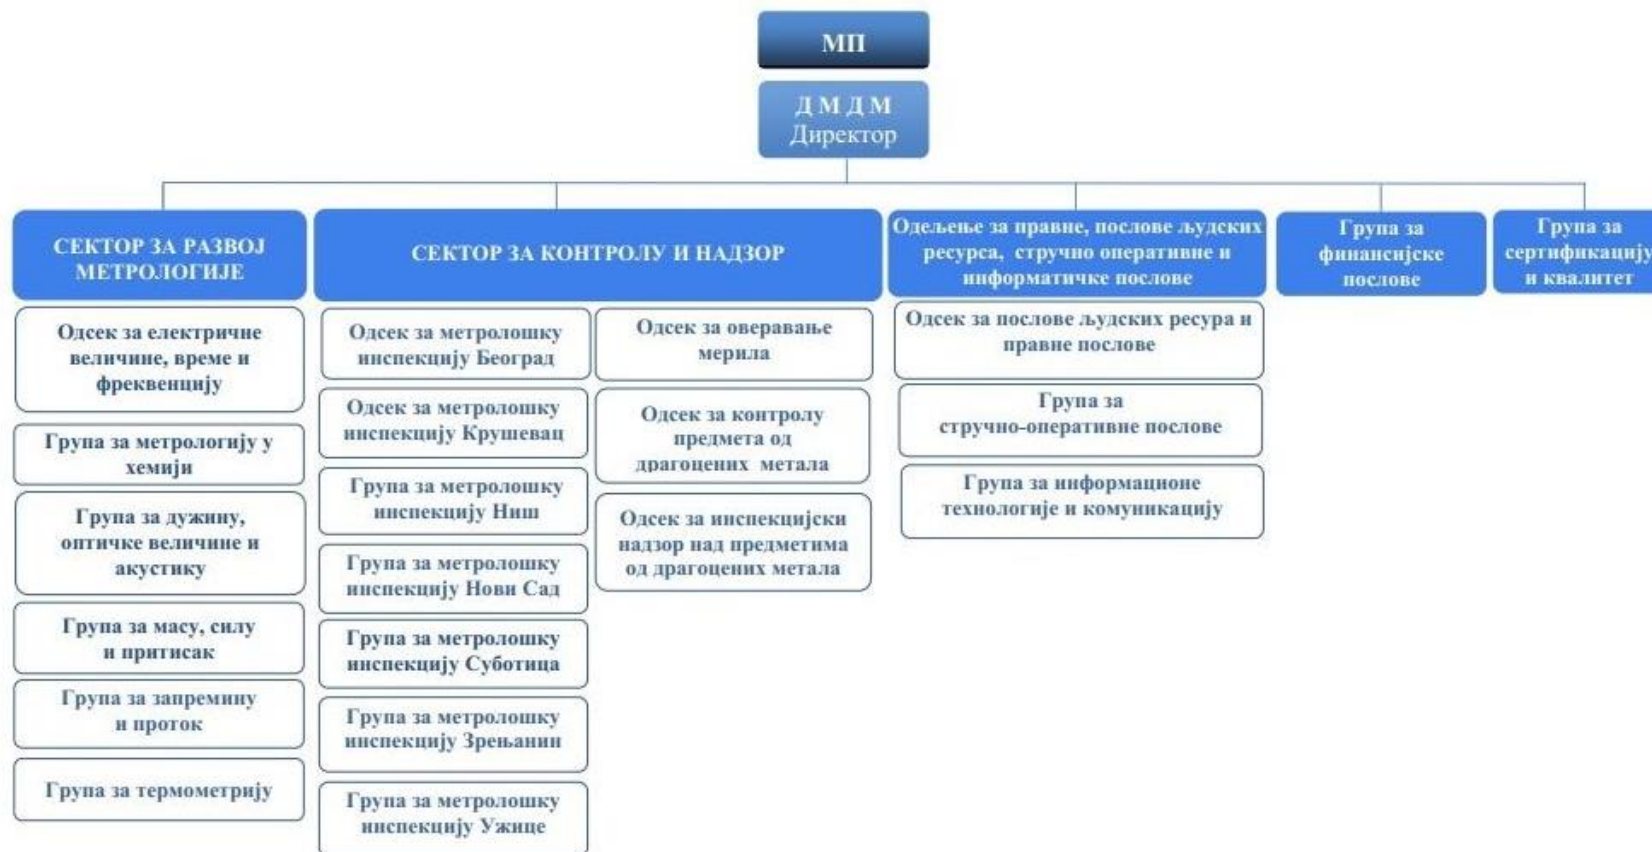 МП
Д М Д М
Директор
СЕКТОР ЗА РАЗВОЈ
МЕТРОЛОГИЈЕ
Одсек за електричне
величине, време и
фреквенцију
Група за метрологију у
хемији
Група за дужину,
оптичке величине и
акустику
Група за масу, силу
и притисак
Група за запремину
и проток
Група за термометрију
СЕКТОР ЗА КОНТРОЛУ И НАДЗОР
Одсек за метролошку
инспекцију Београд
Одсек за метролошку
инспекцију Крушевац
Група за метролошку
инспекцију Ниш
Група за метролошку
инспекцију Нови Сад
Група за метролошку
инспекцију Суботица
Група за метролошку
инспекцију Зрењанин
Група за метролошку
инспекцију Ужице
Одсек за оверавање
мерила
Одсек за контролу
предмета од
драгоцених метала
Одсек за инспекцијски
надзор над предметима
од драгоцених метала
Одељење за правне, послове људских
ресурса, стручно оперативне и
информатичке послове
Одсек за послове људских ресура и
правне послове
Група за
стручно-оперативне послове
Група за информационе
технологије и комуникацију
Група за
финансијске
послове
Група за
сертификацију
и квалитет